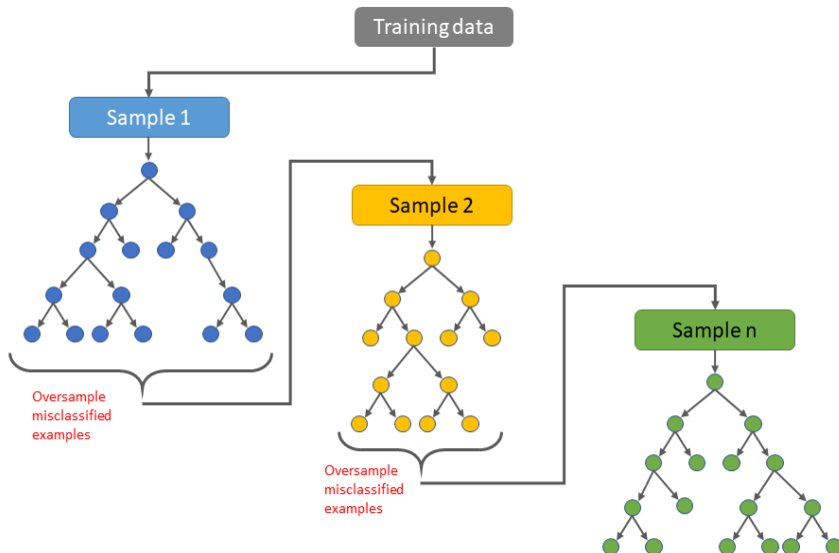 Training data
Sample 1
Sample 2
Sample n
Oversample
misclassified
examples
Oversample
misclassified
examples